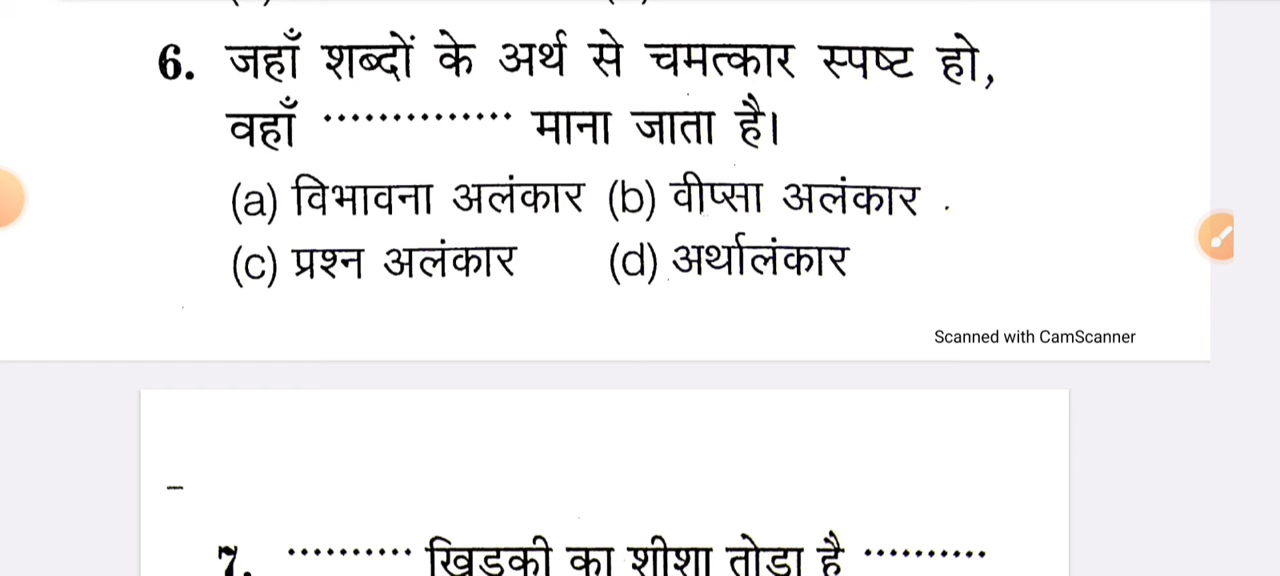 6. जहाँ शब्दों के अर्थ से चमत्कार स्पष्ट हो,
वहाँ ............... माना जाता है।
(a) विभावना अलंकार (b) वीप्सा अलंकार
(c) प्रश्न अलंकार (d) अर्थालंकार
Scanned with CamScanner
7. .......... खिड़की का शीशा तोड़ा है ..........